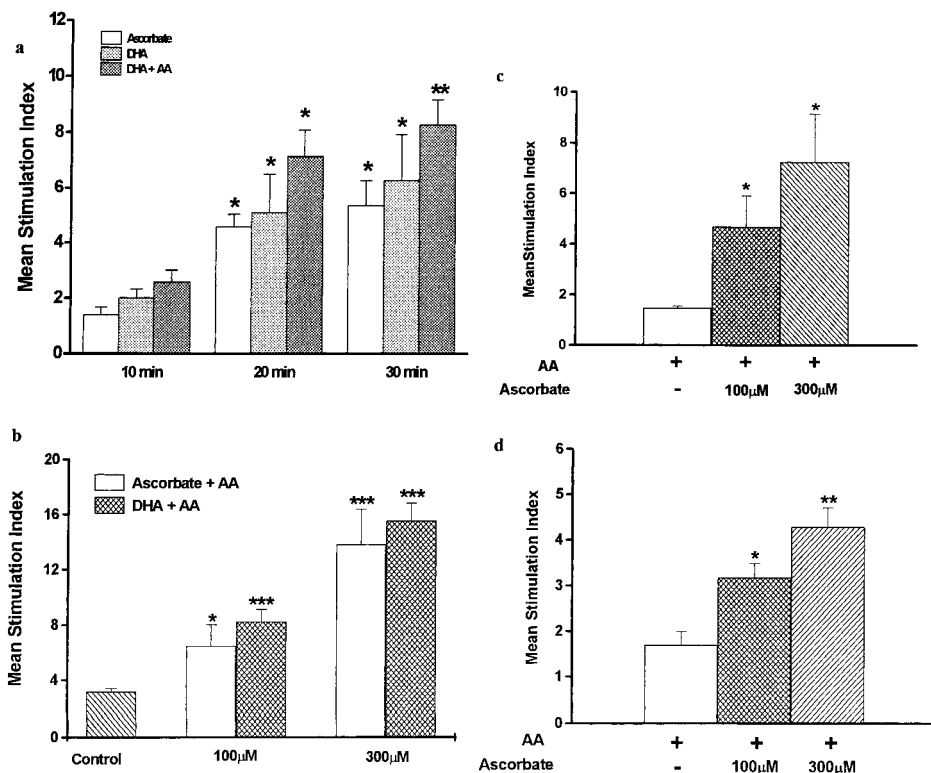 a
Mean Stimulation Index
12
10
8
6
4
2
0
Ascorbate
DHA
DHA + AA
*
*
*
*
*
**
10 min
20 min
30 min
b
Mean Stimulation Index
20
16
12
8
4
0
Ascorbate + AA
DHA + AA
*
***
***
***
Control
100µM
300µM
c
MeanStimulation Index
10
8
6
4
2
0
*
*
AA + + +
Ascorbate - 100µM 300µM
d
Mean Stimulation Index
6
5
4
3
2
1
0
*
**
AA + + +
Ascorbate - 100µM 300µM